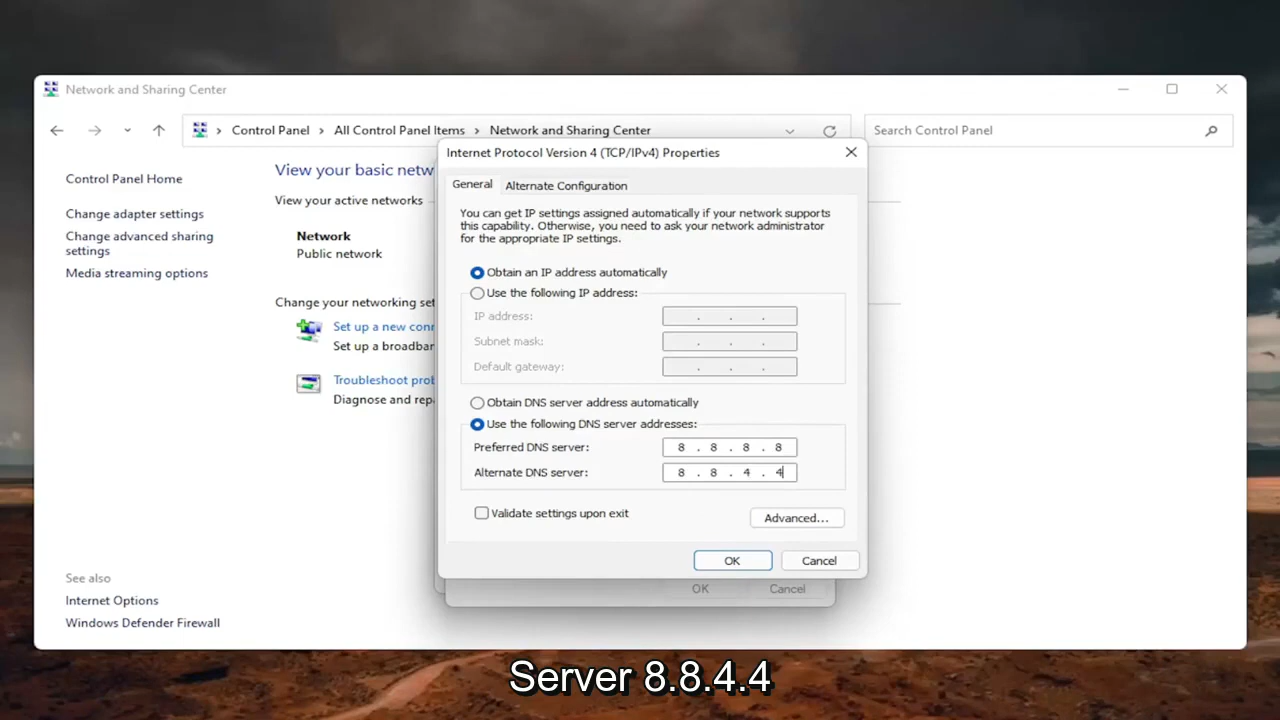 Network and Sharing Center
Control Panel > All Control Panel Items > Network and Sharing Center
Search Control Panel
Internet Protocol Version 4 (TCP/IPv4) Properties
Control Panel Home
Change adapter settings
Change advanced sharing
settings
Media streaming options
View your basic netw
View your active networks
Network
Public network
Change your networking set
Set up a new conn
Set up a broadbar
Troubleshoot prob
Diagnose and repa
General
Alternate Configuration
You can get IP settings assigned automatically if your network supports
this capability. Otherwise, you need to ask your network administrator
for the appropriate IP settings.
Obtain an IP address automatically
Use the following IP address:
IP address: . . .
Subnet mask: . . .
Default gateway: . . .
Obtain DNS server address automatically
Use the following DNS server addresses:
Preferred DNS server: 8 . 8 . 8 . 8
Alternate DNS server: 8 . 8 . 4 . 4
Validate settings upon exit
Advanced...
OK Cancel
OK Cancel
See also
Internet Options
Windows Defender Firewall
Server 8.8.4.4